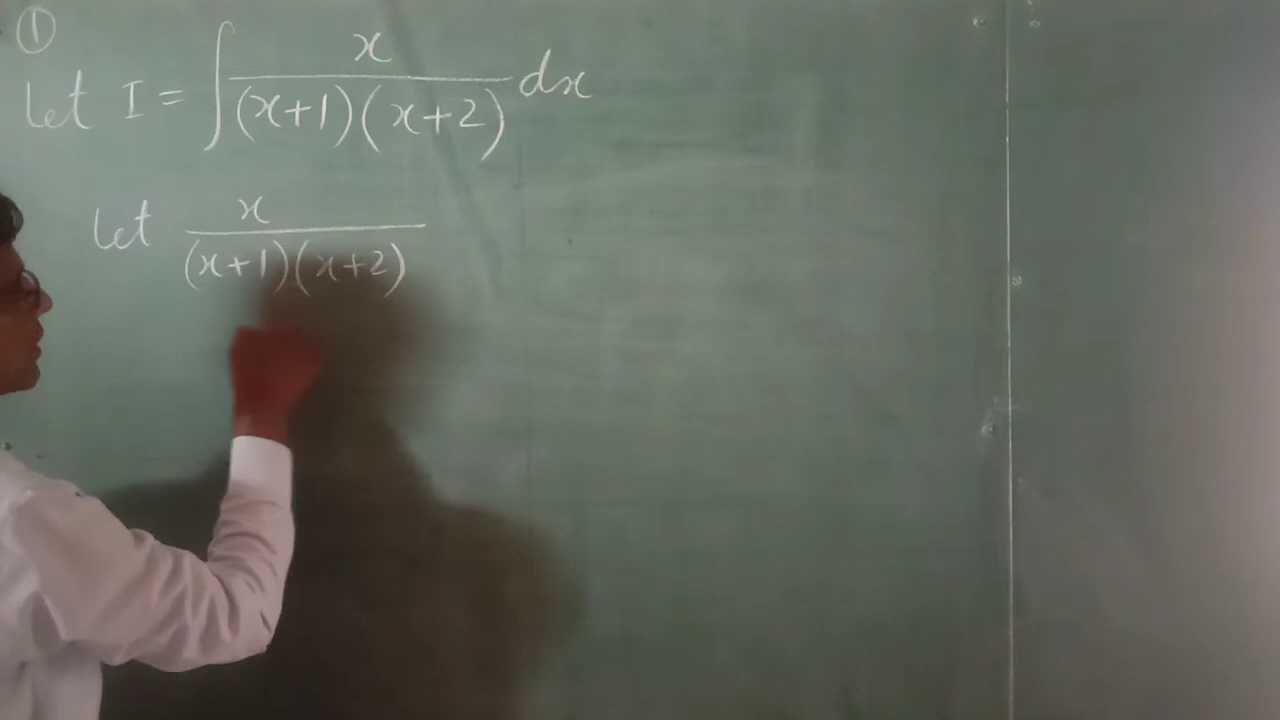 ①
Let I = ∫ x/((x+1)(x+2)) dx
Let x/((x+1)(x+2))